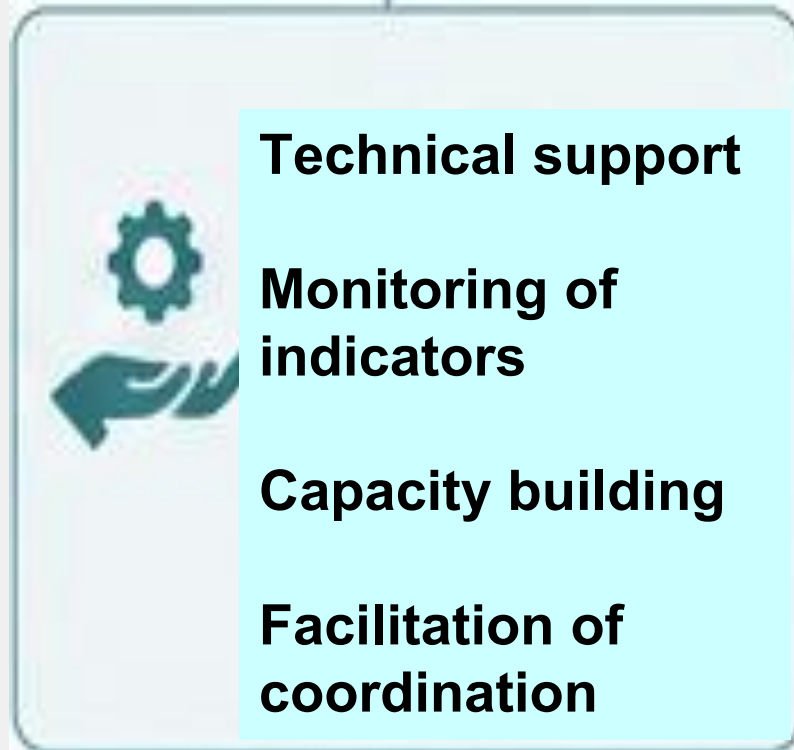 Technical support
Monitoring of
indicators
Capacity building
Facilitation of
coordination